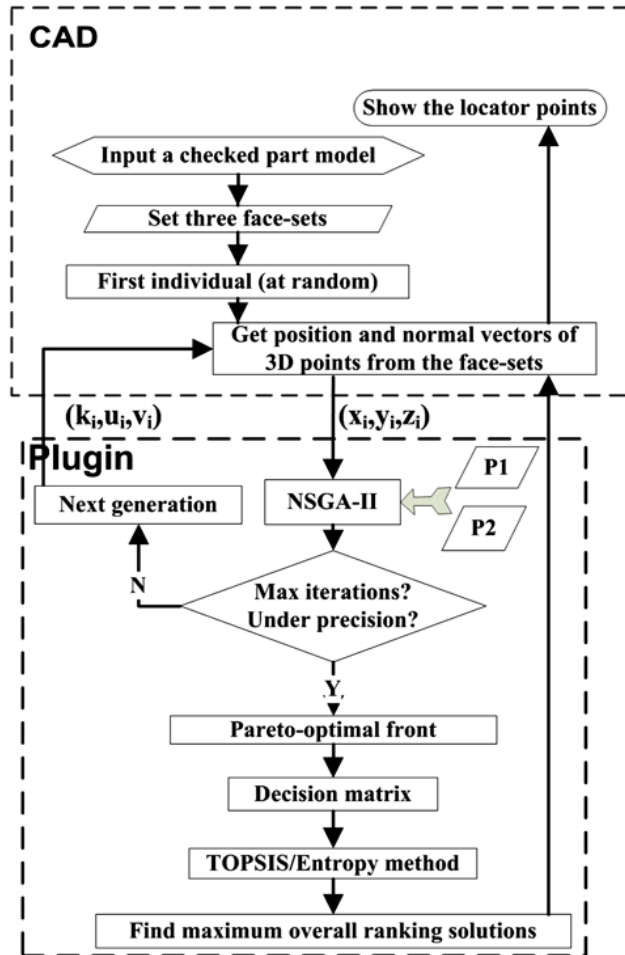 CAD
Show the locator points
Input a checked part model
Set three face-sets
First individual (at random)
Get position and normal vectors of
3D points from the face-sets
(ki,ui,vi)
(xi,yi,zi)
Plugin
P1
Next generation
NSGA-II
P2
N
Max iterations?
Under precision?
Y
Pareto-optimal front
Decision matrix
TOPSIS/Entropy method
Find maximum overall ranking solutions